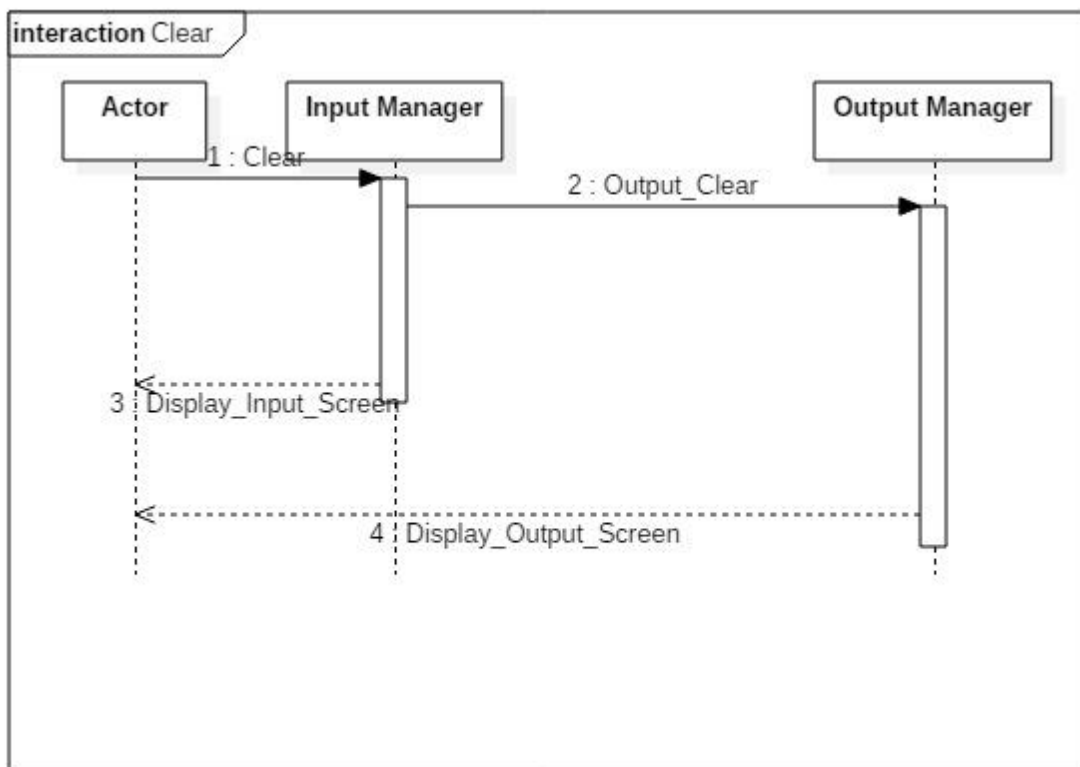 interaction Clear
Actor
Input Manager
Output Manager
1 : Clear
2 : Output_Clear
3 : Display_Input_Screen
4 : Display_Output_Screen